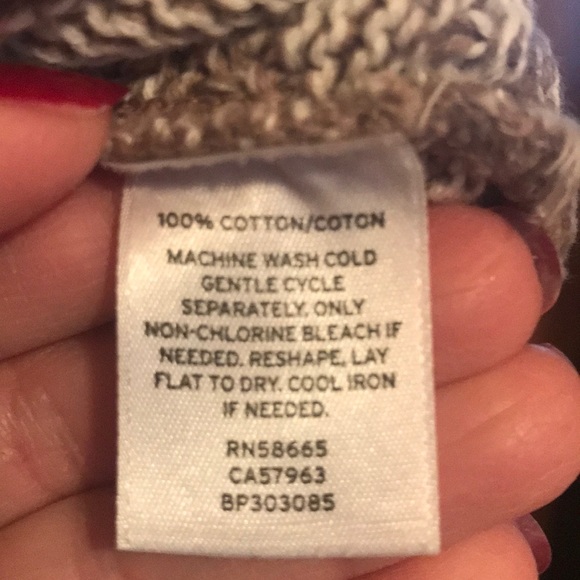 100% COTTON/COTON
MACHINE WASH COLD
GENTLE CYCLE
SEPARATELY. ONLY
NON-CHLORINE BLEACH IF
NEEDED. RESHAPE, LAY
FLAT TO DRY. COOL IRON
IF NEEDED.
RN58665
CA57963
BP303085